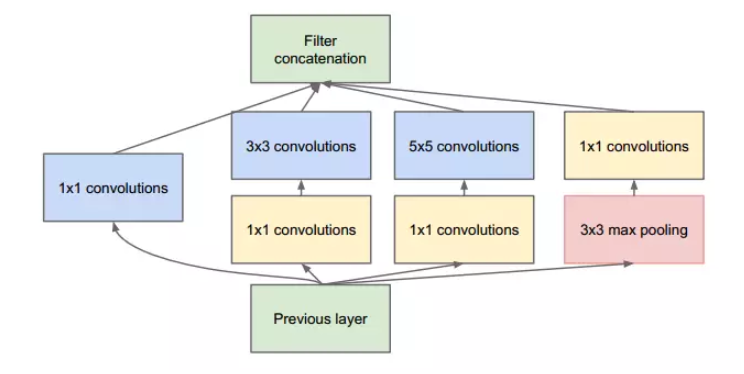 Filter
concatenation
3x3 convolutions
5x5 convolutions
1x1 convolutions
1x1 convolutions
1x1 convolutions
1x1 convolutions
3x3 max pooling
Previous layer